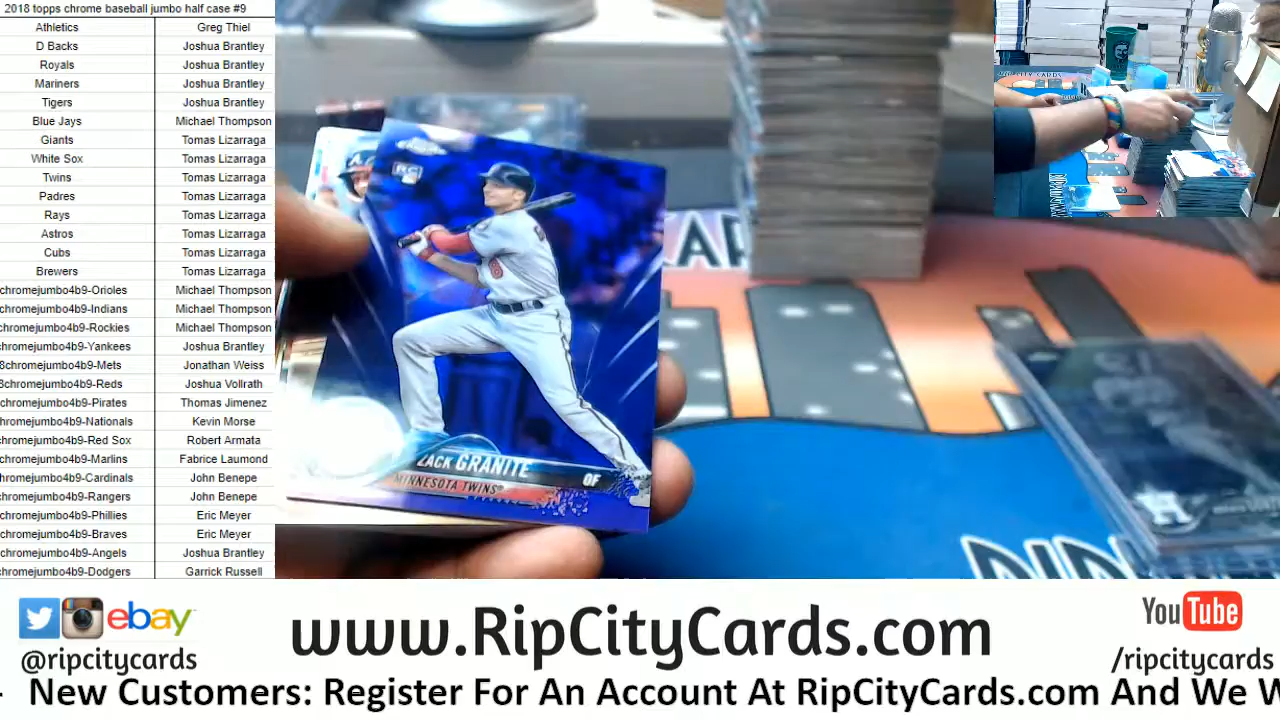 2018 topps chrome baseball jumbo half case #9
Athletics Greg Thiel
D Backs Joshua Brantley
Royals Joshua Brantley
Mariners Joshua Brantley
Tigers Joshua Brantley
Blue Jays Michael Thompson
Giants Tomas Lizarraga
White Sox Tomas Lizarraga
Twins Tomas Lizarraga
Padres Tomas Lizarraga
Rays Tomas Lizarraga
Astros Tomas Lizarraga
Cubs Tomas Lizarraga
Brewers Tomas Lizarraga
chromejumbo4b9-Orioles Michael Thompson
chromejumbo4b9-Indians Michael Thompson
chromejumbo4b9-Rockies Michael Thompson
chromejumbo4b9-Yankees Joshua Brantley
8chromejumbo4b9-Mets Jonathan Weiss
8chromejumbo4b9-Reds Joshua Vollrath
chromejumbo4b9-Pirates Thomas Jimenez
chromejumbo4b9-Nationals Kevin Morse
chromejumbo4b9-Red Sox Robert Armata
chromejumbo4b9-Marlins Fabrice Laumond
chromejumbo4b9-Cardinals John Benepe
chromejumbo4b9-Rangers John Benepe
chromejumbo4b9-Phillies Eric Meyer
chromejumbo4b9-Braves Eric Meyer
chromejumbo4b9-Angels Joshua Brantley
chromejumbo4b9-Dodgers Garrick Russell
Chrome
RC
8
ZACK GRANITE OF
MINNESOTA TWINS
RIP CITY CARDS
ebay
@ripcitycards
www.RipCityCards.com
YouTube
/ripcitycards
New Customers: Register For An Account At RipCityCards.com And We W